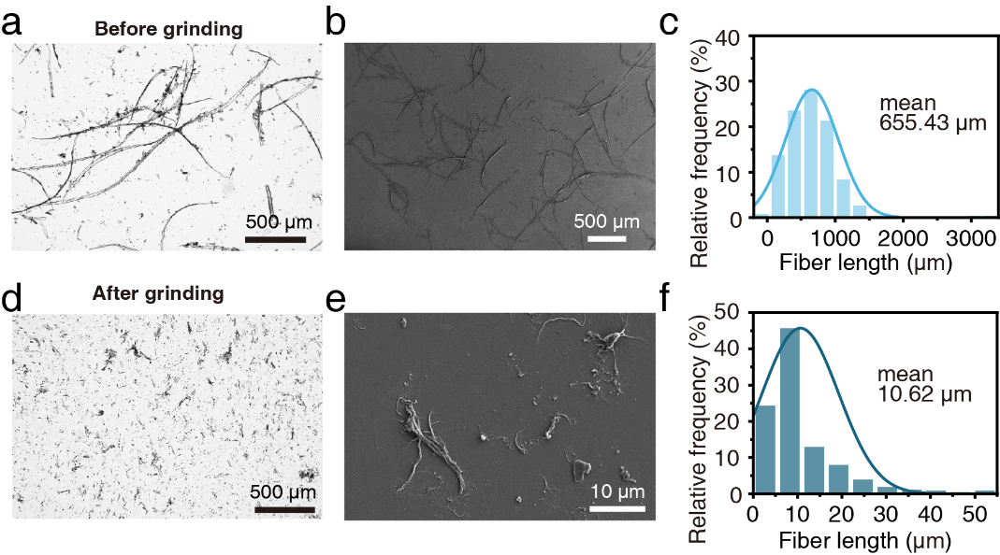 a
Before grinding
500 µm
b
500 µm
c
Relative frequency (%)
40
30
20
10
0
mean
655.43 µm
0 1000 2000 3000
Fiber length (µm)
d
After grinding
500 µm
e
10 µm
f
Relative frequency (%)
50
40
30
20
10
0
mean
10.62 µm
0 10 20 30 40 50
Fiber length (µm)